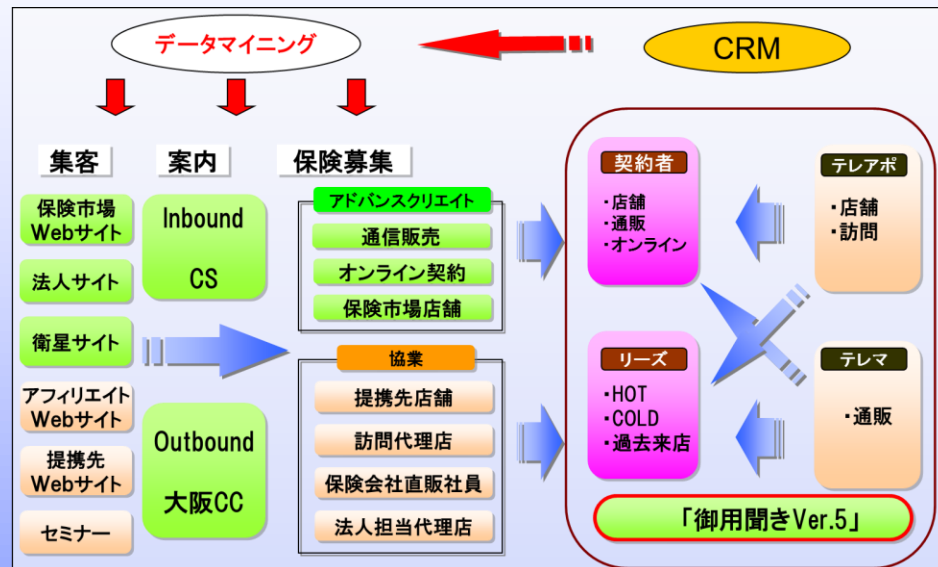 データマイニング
CRM
集客
案内
保険募集
保険市場
Webサイト
法人サイト
衛星サイト
アフィリエイト
Webサイト
提携先
Webサイト
セミナー
Inbound
CS
Outbound
大阪CC
アドバンスクリエイト
通信販売
オンライン契約
保険市場店舗
協業
提携先店舗
訪問代理店
保険会社直販社員
法人担当代理店
契約者
・店舗
・通販
・オンライン
テレアポ
・店舗
・訪問
リーズ
・HOT
・COLD
・過去来店
テレマ
・通販
「御用聞きVer.5」